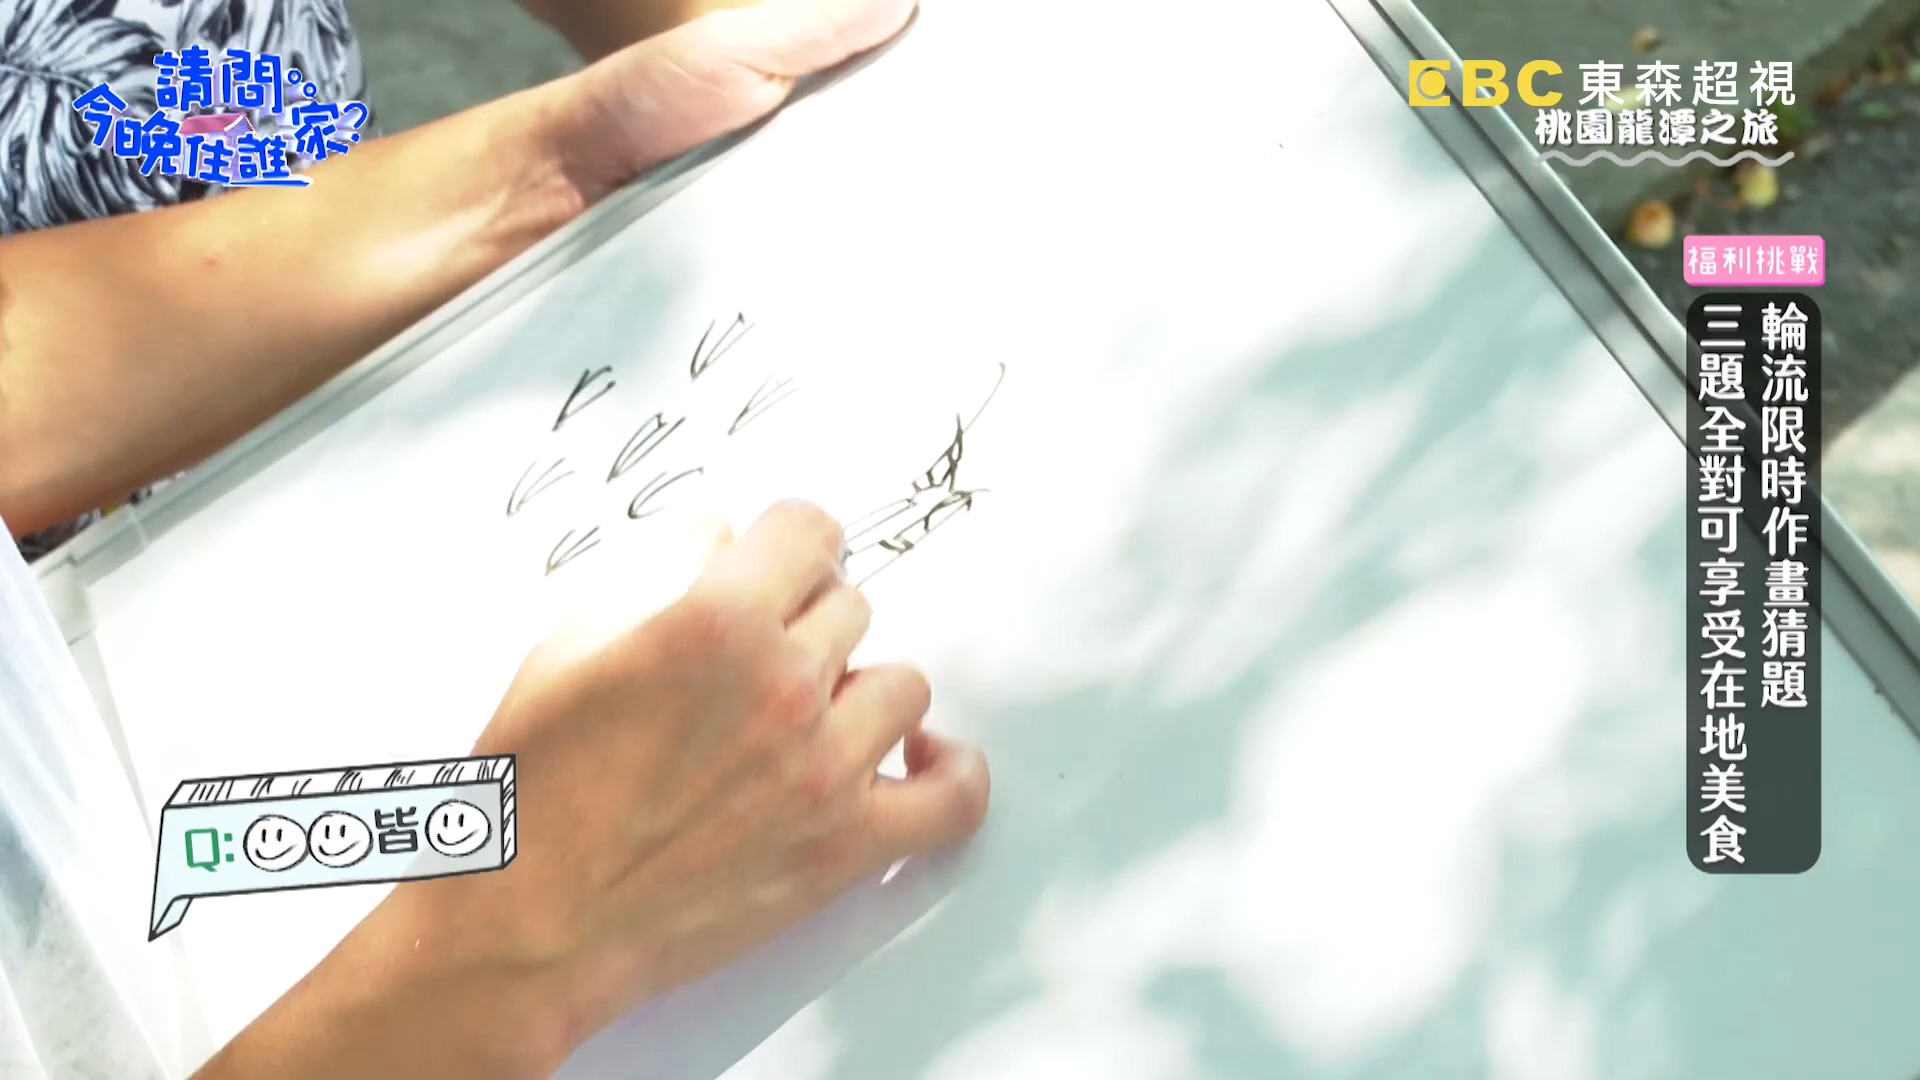 請問
今晚住誰家?
EBC 東森超視
桃園龍潭之旅
福利挑戰
輪流限時作畫猜題
三題全對可享受在地美食
Q: 皆